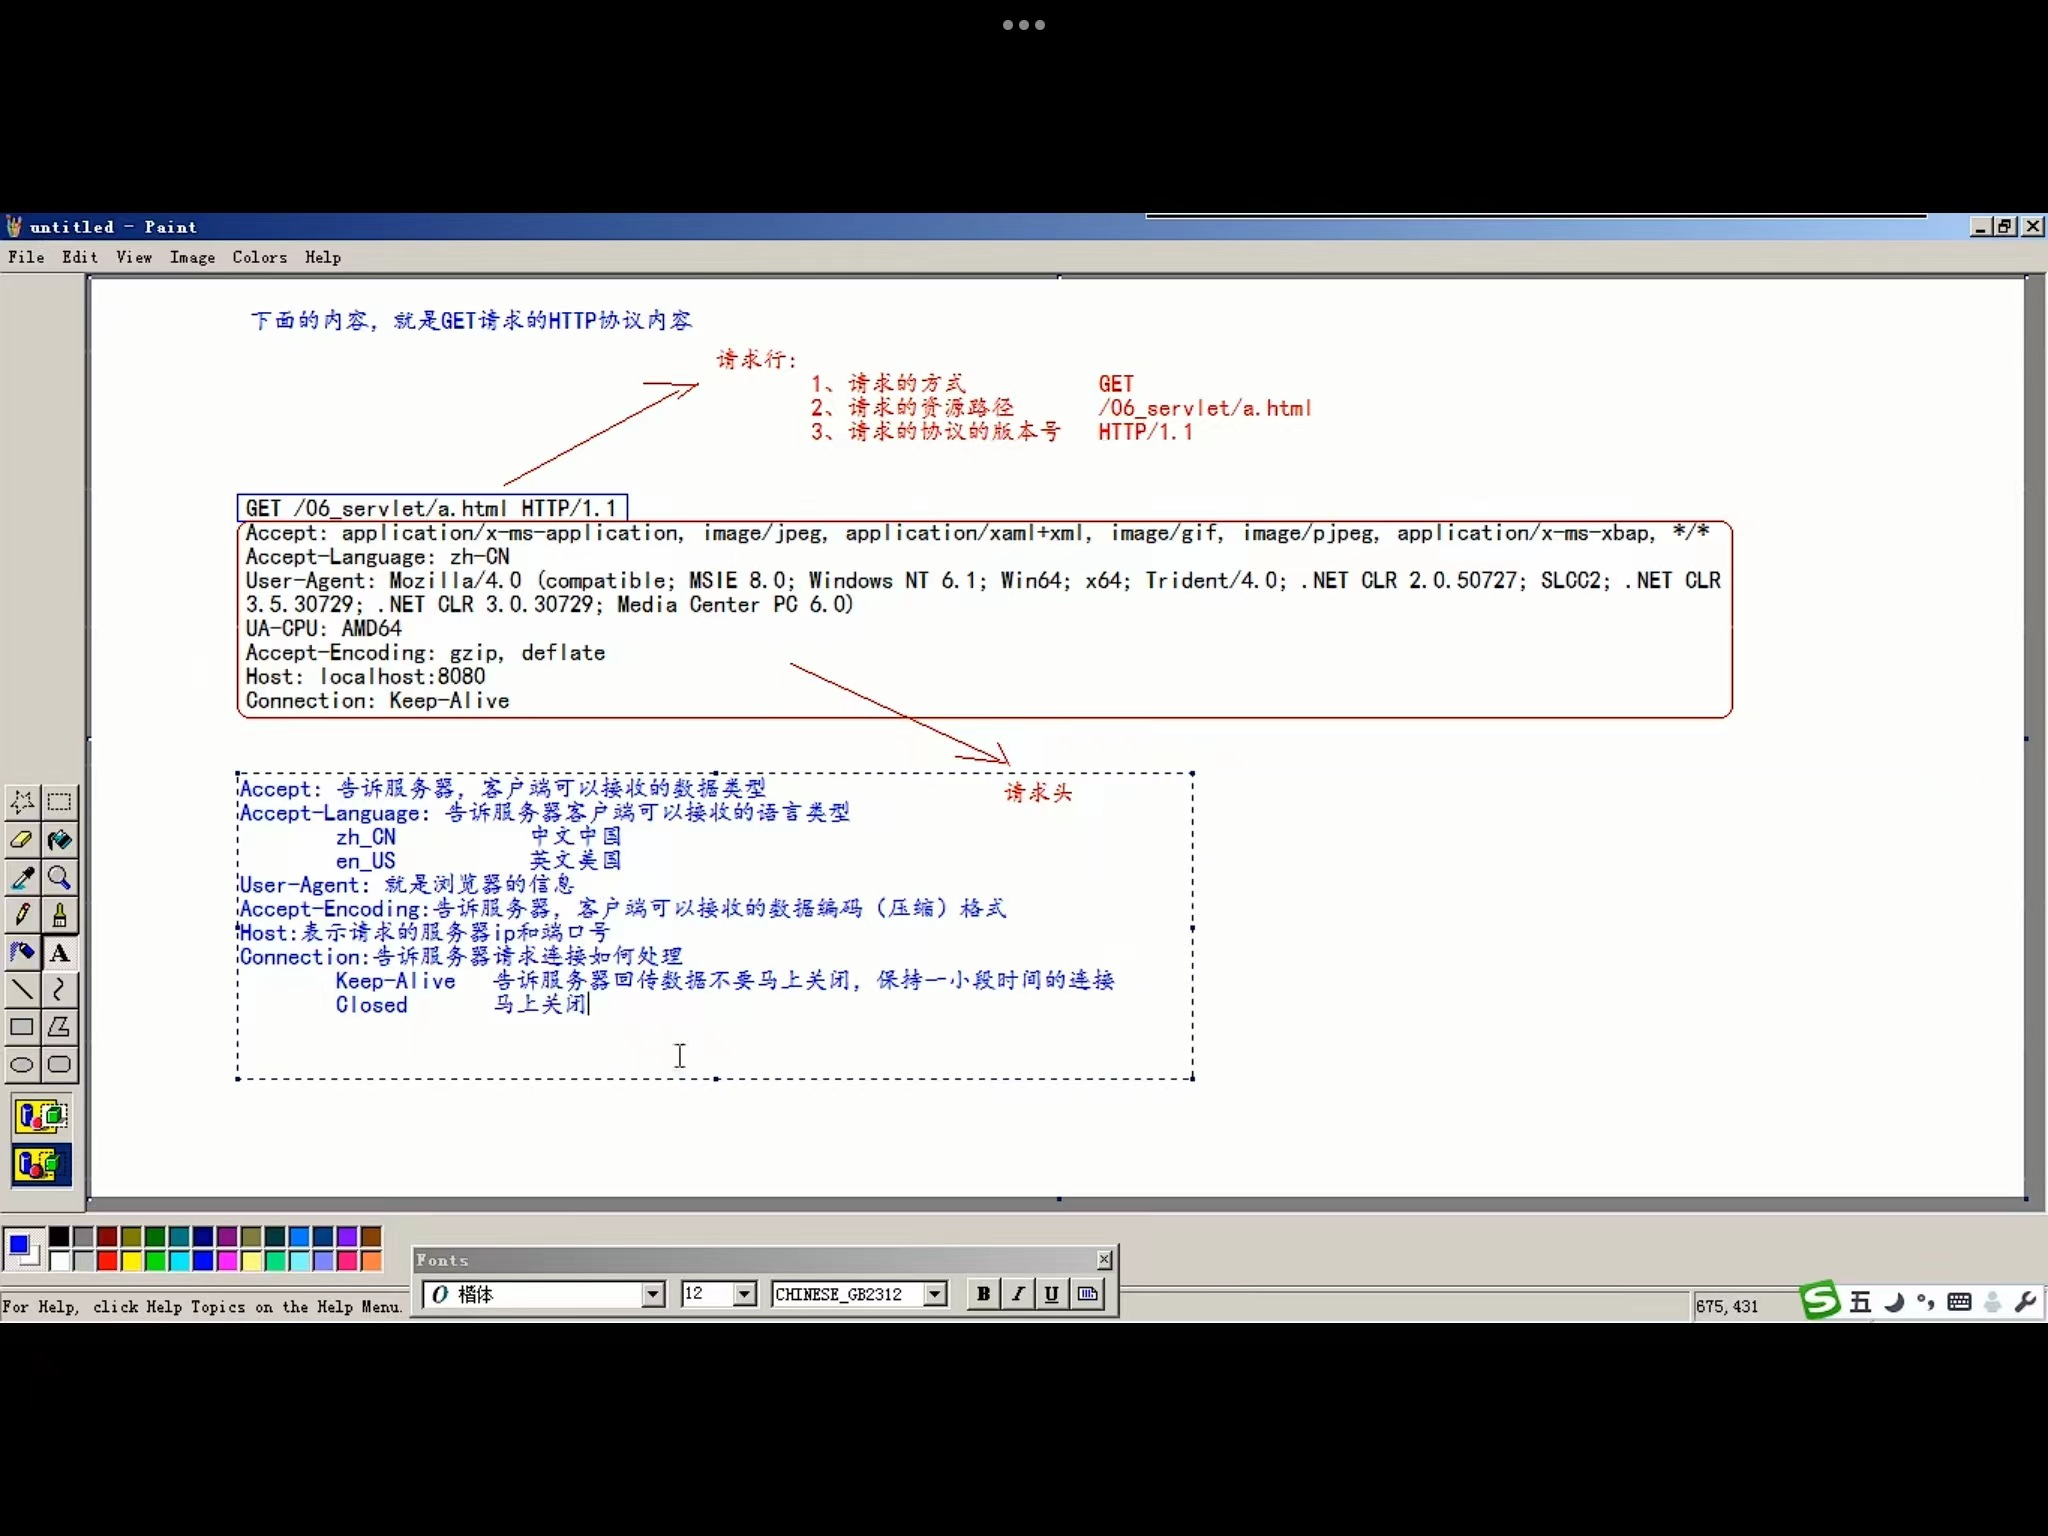 untitled - Paint
File Edit View Image Colors Help
下面的内容，就是GET请求的HTTP协议内容
请求行：
1、请求的方式 GET
2、请求的资源路径 /06_servlet/a.html
3、请求的协议的版本号 HTTP/1.1
GET /06_servlet/a.html HTTP/1.1
Accept: application/x-ms-application, image/jpeg, application/xaml+xml, image/gif, image/pjpeg, application/x-ms-xbap, */*
Accept-Language: zh-CN
User-Agent: Mozilla/4.0 (compatible; MSIE 8.0; Windows NT 6.1; Win64; x64; Trident/4.0; .NET CLR 2.0.50727; SLCC2; .NET CLR
3.5.30729; .NET CLR 3.0.30729; Media Center PC 6.0)
UA-CPU: AMD64
Accept-Encoding: gzip, deflate
Host: localhost:8080
Connection: Keep-Alive
请求头
Accept: 告诉服务器，客户端可以接收的数据类型
Accept-Language: 告诉服务器客户端可以接收的语言类型
zh_CN 中文中国
en_US 英文美国
User-Agent: 就是浏览器的信息
Accept-Encoding:告诉服务器，客户端可以接收的数据编码（压缩）格式
Host:表示请求的服务器ip和端口号
Connection:告诉服务器请求连接如何处理
Keep-Alive 告诉服务器回传数据不要马上关闭，保持一小段时间的连接
Closed 马上关闭
A
Fonts
O 楷体 12 CHINESE_GB2312 B I U
For Help, click Help Topics on the Help Menu.
675,431
S 五